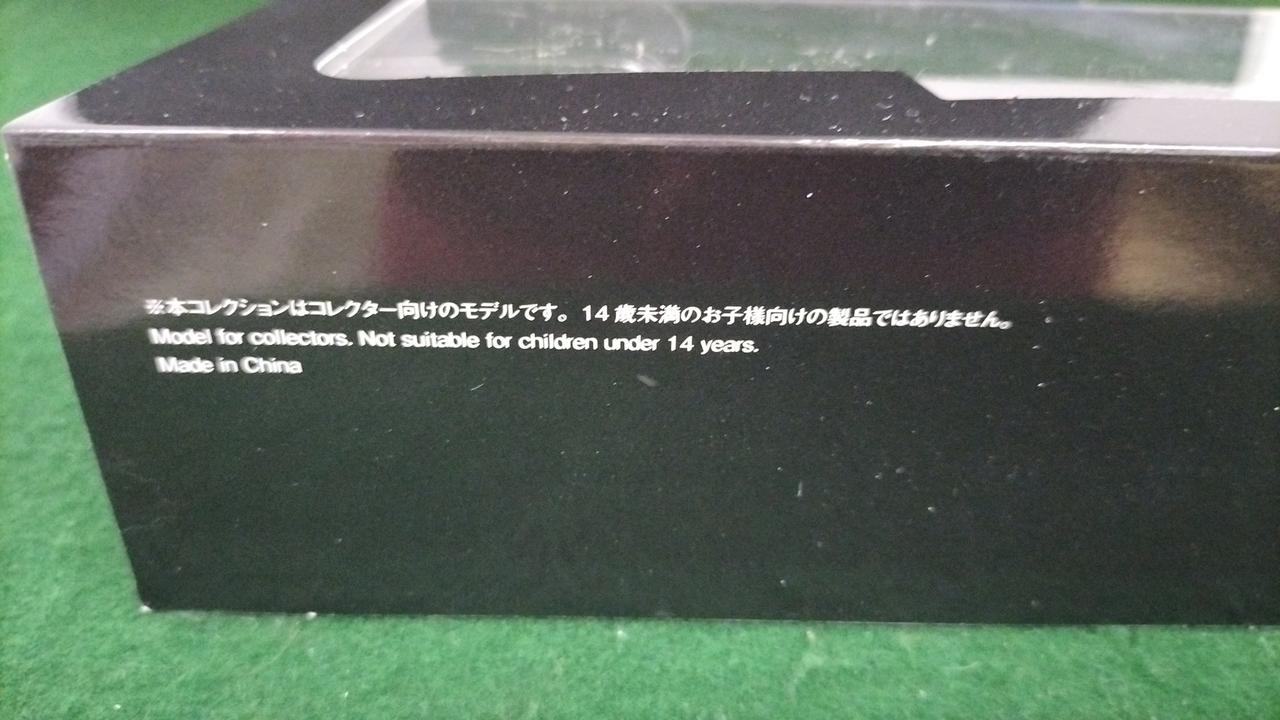 ※本コレクションはコレクター向けのモデルです。14歳未満のお子様向けの製品ではありません。
Model for collectors. Not suitable for children under 14 years.
Made in China